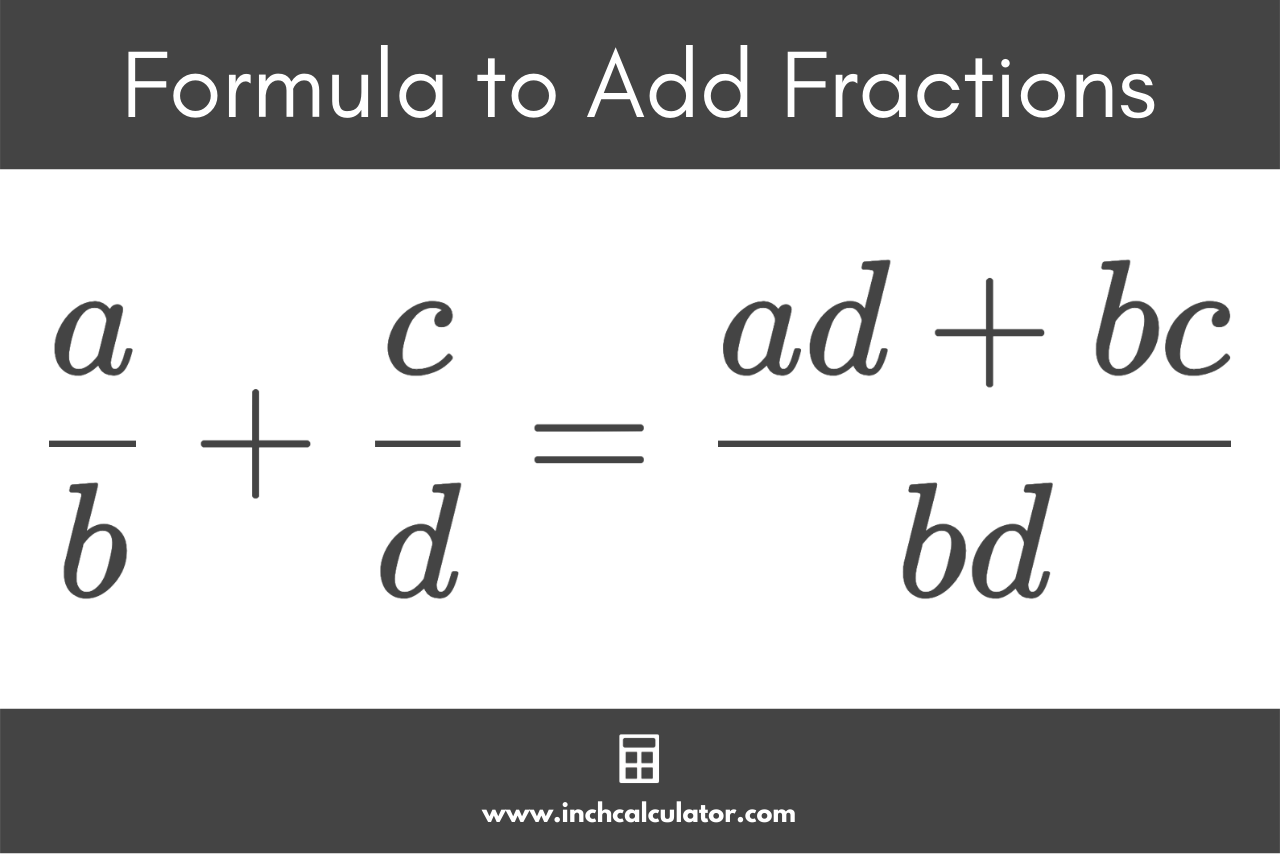 Formula to Add Fractions
a/b + c/d = ad + bc/bd
www.inchcalculator.com